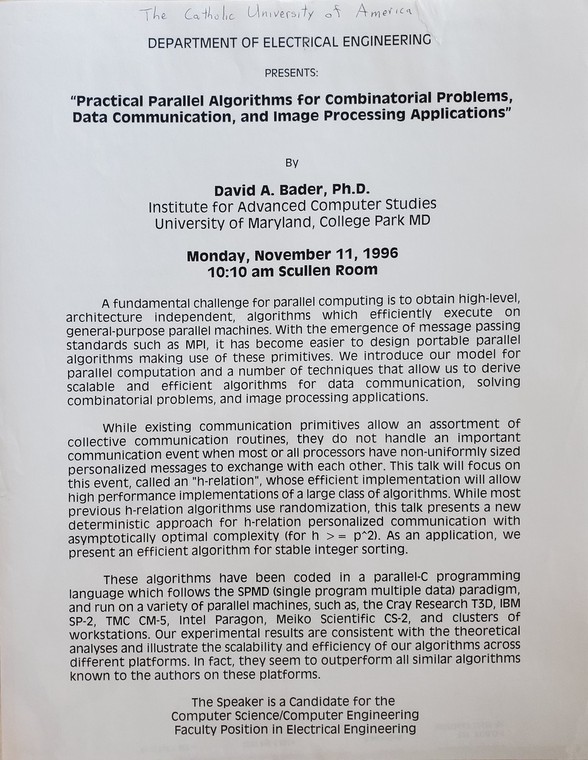 The Catholic University of America
DEPARTMENT OF ELECTRICAL ENGINEERING
PRESENTS:
“Practical Parallel Algorithms for Combinatorial Problems,
Data Communication, and Image Processing Applications”
By
David A. Bader, Ph.D.
Institute for Advanced Computer Studies
University of Maryland, College Park MD
Monday, November 11, 1996
10:10 am Scullen Room
A fundamental challenge for parallel computing is to obtain high-level,
architecture independent, algorithms which efficiently execute on
general-purpose parallel machines. With the emergence of message passing
standards such as MPI, it has become easier to design portable parallel
algorithms making use of these primitives. We introduce our model for
parallel computation and a number of techniques that allow us to derive
scalable and efficient algorithms for data communication, solving
combinatorial problems, and image processing applications.
While existing communication primitives allow an assortment of
collective communication routines, they do not handle an important
communication event when most or all processors have non-uniformly sized
personalized messages to exchange with each other. This talk will focus on
this event, called an "h-relation", whose efficient implementation will allow
high performance implementations of a large class of algorithms. While most
previous h-relation algorithms use randomization, this talk presents a new
deterministic approach for h-relation personalized communication with
asymptotically optimal complexity (for h >= p^2). As an application, we
present an efficient algorithm for stable integer sorting.
These algorithms have been coded in a parallel-C programming
language which follows the SPMD (single program multiple data) paradigm,
and run on a variety of parallel machines, such as, the Cray Research T3D, IBM
SP-2, TMC CM-5, Intel Paragon, Meiko Scientific CS-2, and clusters of
workstations. Our experimental results are consistent with the theoretical
analyses and illustrate the scalability and efficiency of our algorithms across
different platforms. In fact, they seem to outperform all similar algorithms
known to the authors on these platforms.
The Speaker is a Candidate for the
Computer Science/Computer Engineering
Faculty Position in Electrical Engineering